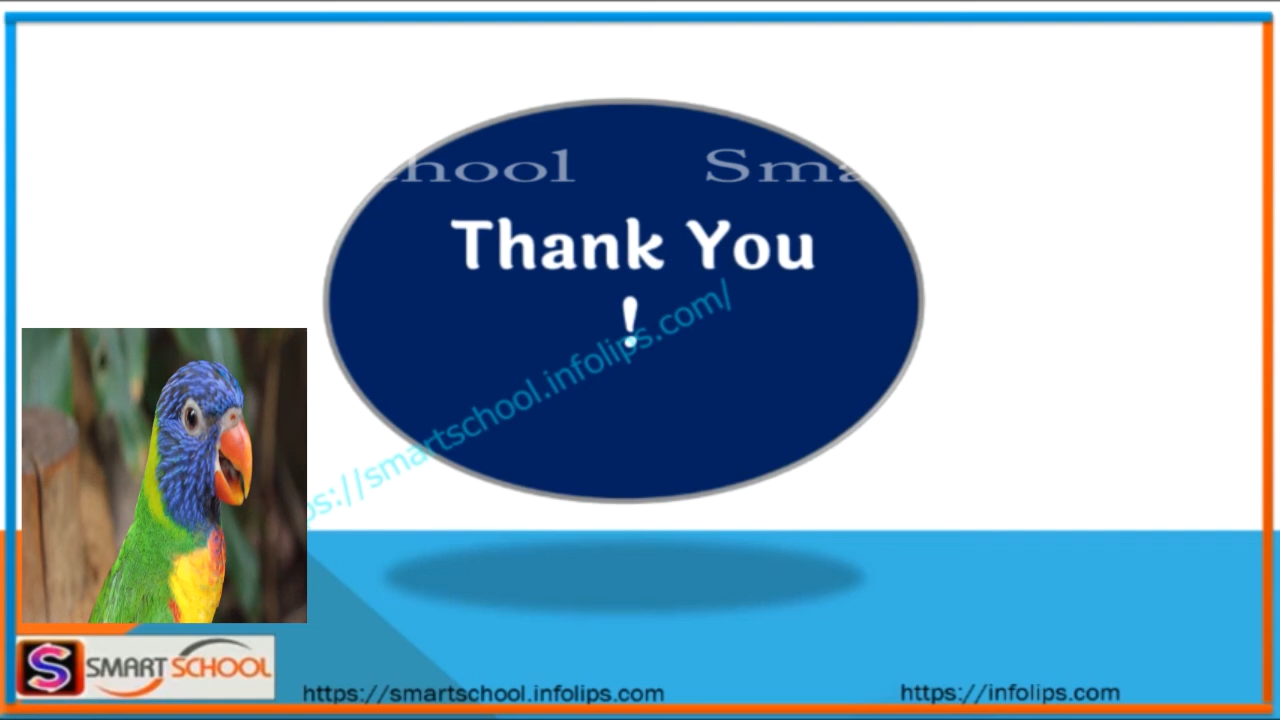 hool Sma
Thank You
!
s://smartschool.infolips.com/
SMART SCHOOL
https://smartschool.infolips.com
https://infolips.com